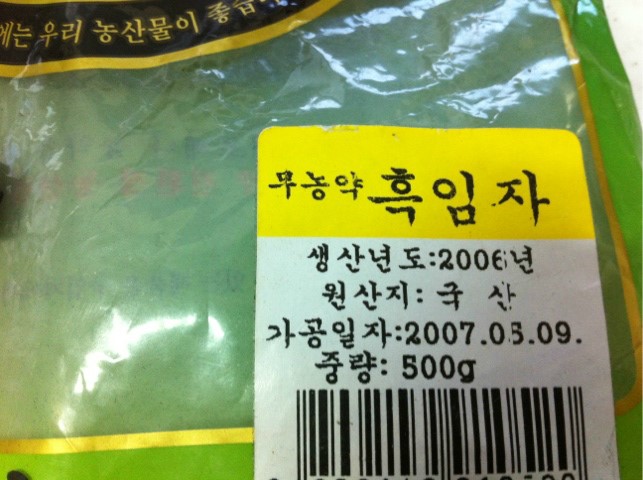 에는 우리 농산물이 좋습
무농약 흑임자
생산년도:2006년
원산지: 국 산
가공일자:2007.05.09.
중량: 500g